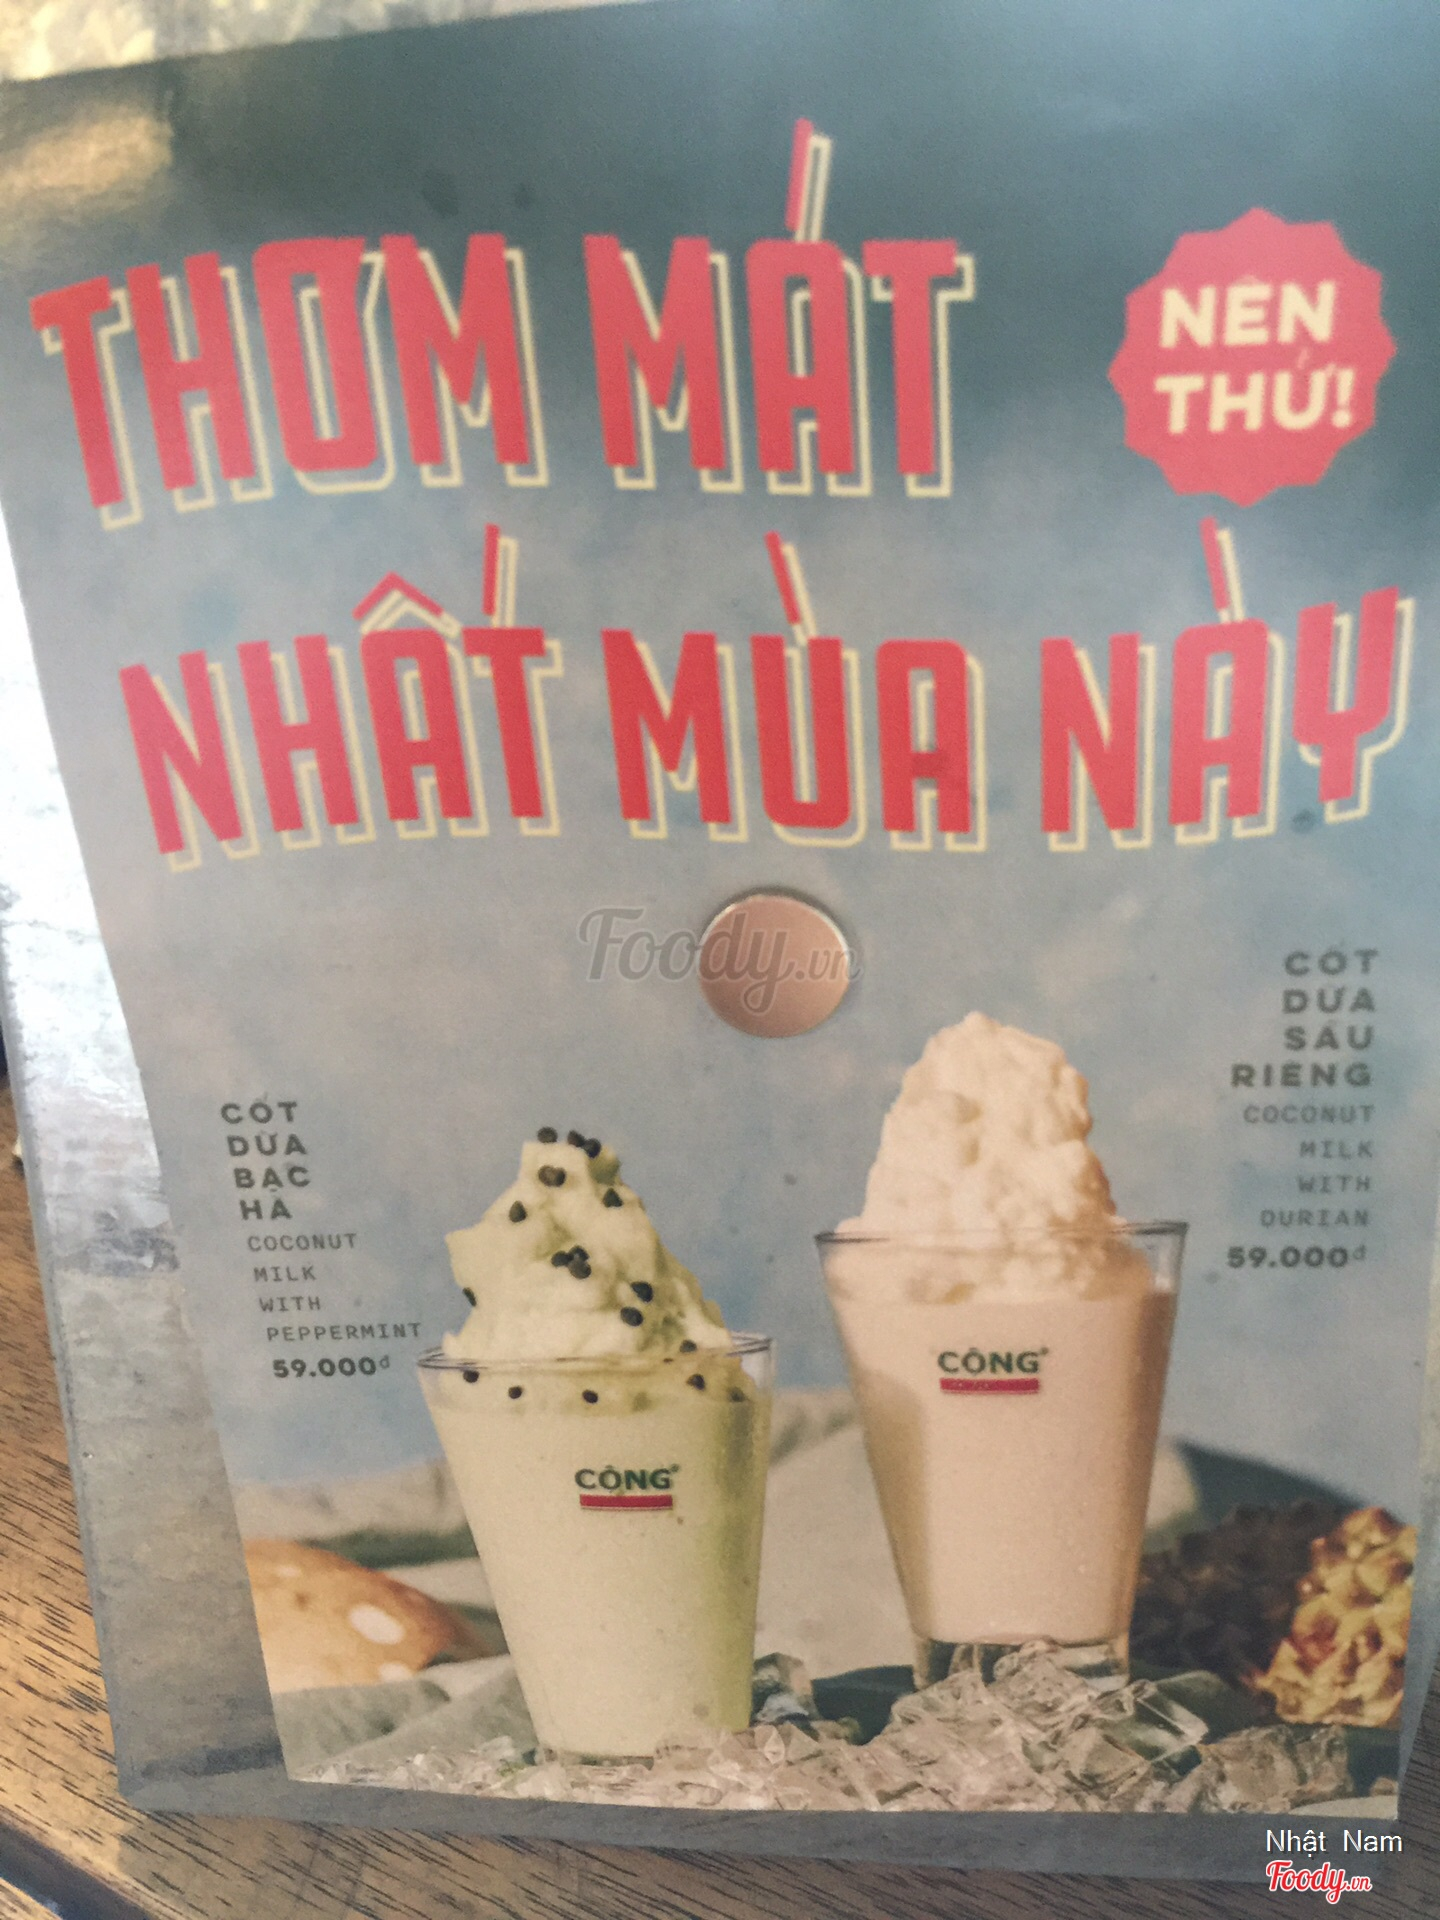 THƠM MÁT
NÊN
THỬ!
NHẤT MÙA NÀY
Foody.vn
CỐT
DỪA
SẦU
RIÊNG
COCONUT
MILK
WITH
DURIAN
59.000đ
CỐT
DỪA
BẠC
HÀ
COCONUT
MILK
WITH
PEPPERMINT
59.000đ
CỘNG
CỘNG
Nhật Nam
Foody.vn